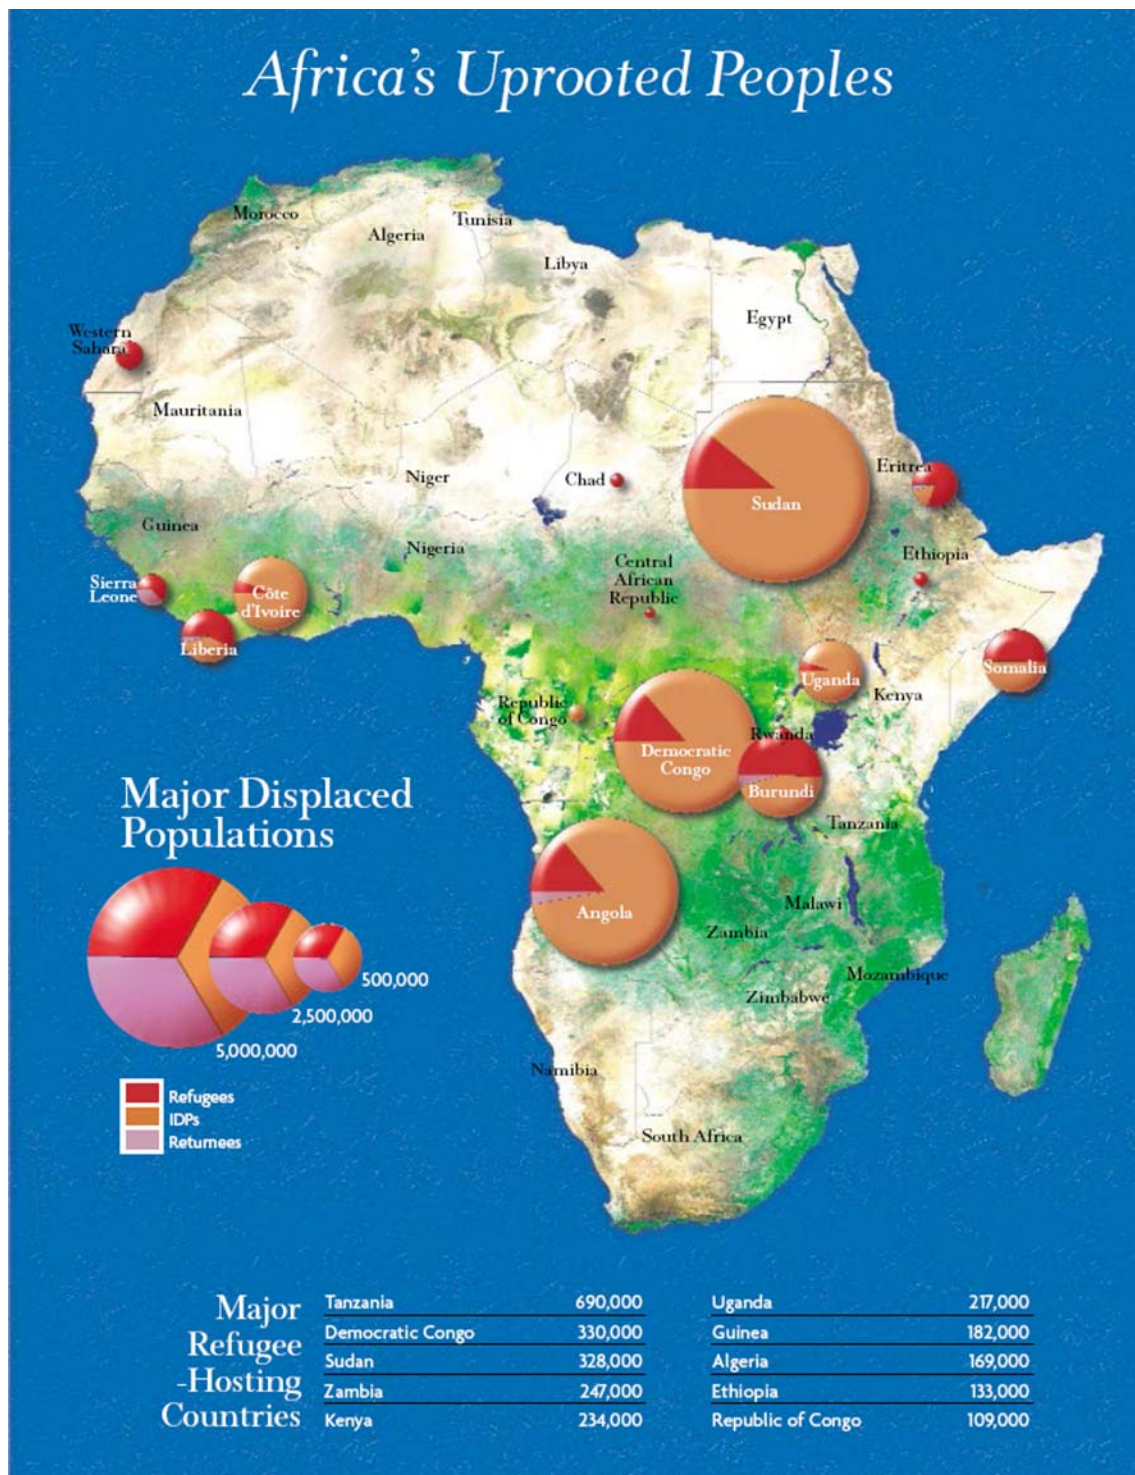 Africa's Uprooted Peoples
Morocco
Tunisia
Algeria
Libya
Egypt
Western
Sahara
Mauritania
Niger
Chad
Eritrea
Sudan
Guinea
Nigeria
Ethiopia
Central
African
Republic
Sierra
Leone
Côte
d'Ivoire
Liberia
Somalia
Uganda
Kenya
Republic
of Congo
Rwanda
Democratic
Congo
Burundi
Tanzania
Major Displaced
Populations
Angola
Malawi
Zambia
Mozambique
Zimbabwe
500,000
2,500,000
5,000,000
Namibia
Refugees
IDPs
Returnees
South Africa
Major
Refugee
-Hosting
Countries
Tanzania 690,000
Democratic Congo 330,000
Sudan 328,000
Zambia 247,000
Kenya 234,000
Uganda 217,000
Guinea 182,000
Algeria 169,000
Ethiopia 133,000
Republic of Congo 109,000